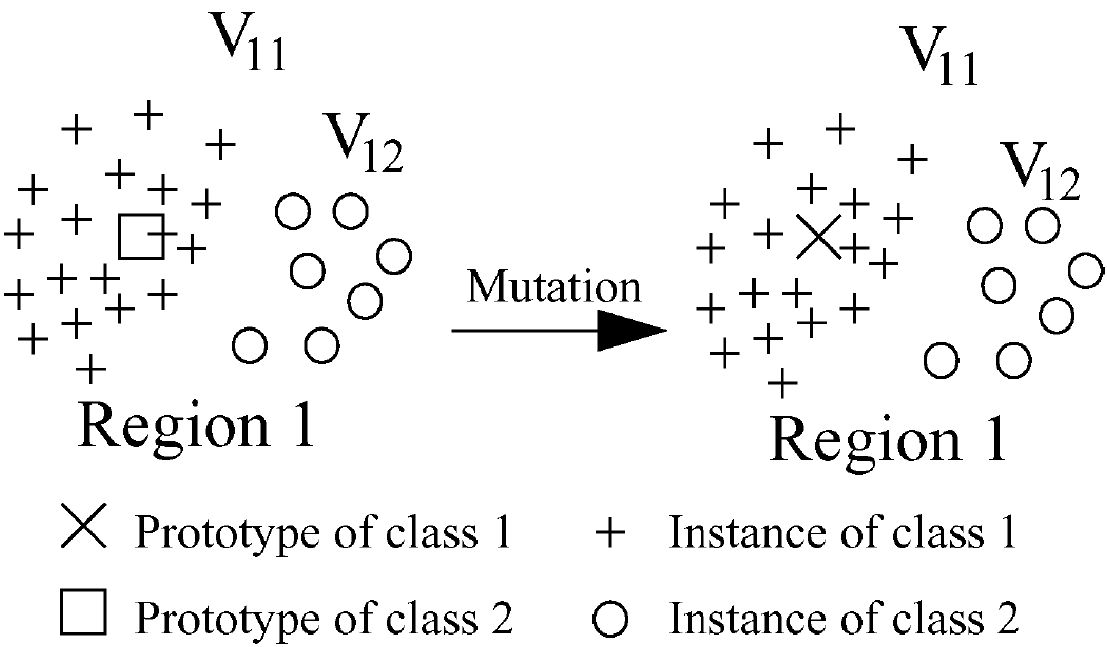 V11
V11
V12
V12
Mutation
Region 1
Region 1
Prototype of class 1
Instance of class 1
Prototype of class 2
Instance of class 2